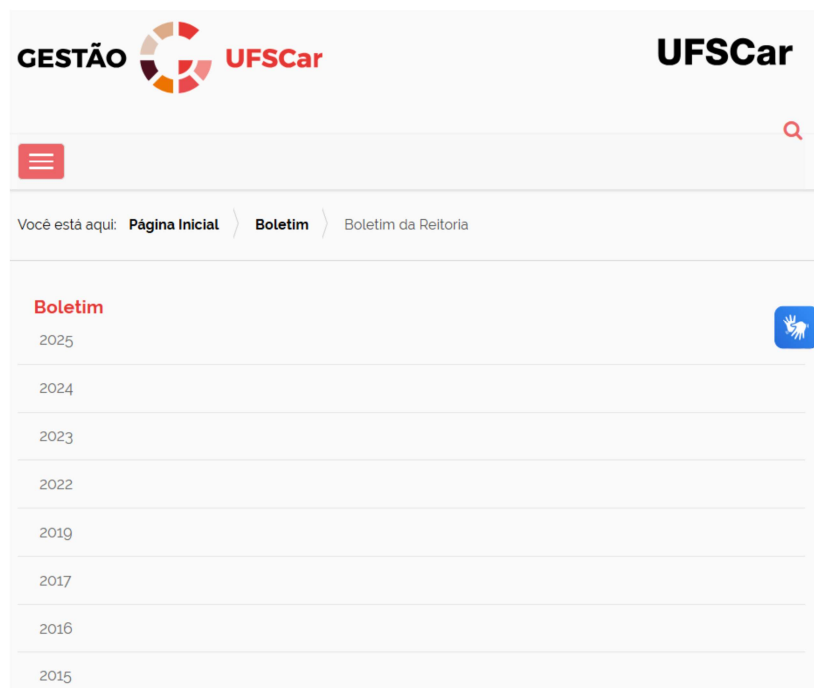 GESTÃO UFSCar
UFSCar
Você está aqui: Página Inicial Boletim Boletim da Reitoria
Boletim
2025
2024
2023
2022
2019
2017
2016
2015